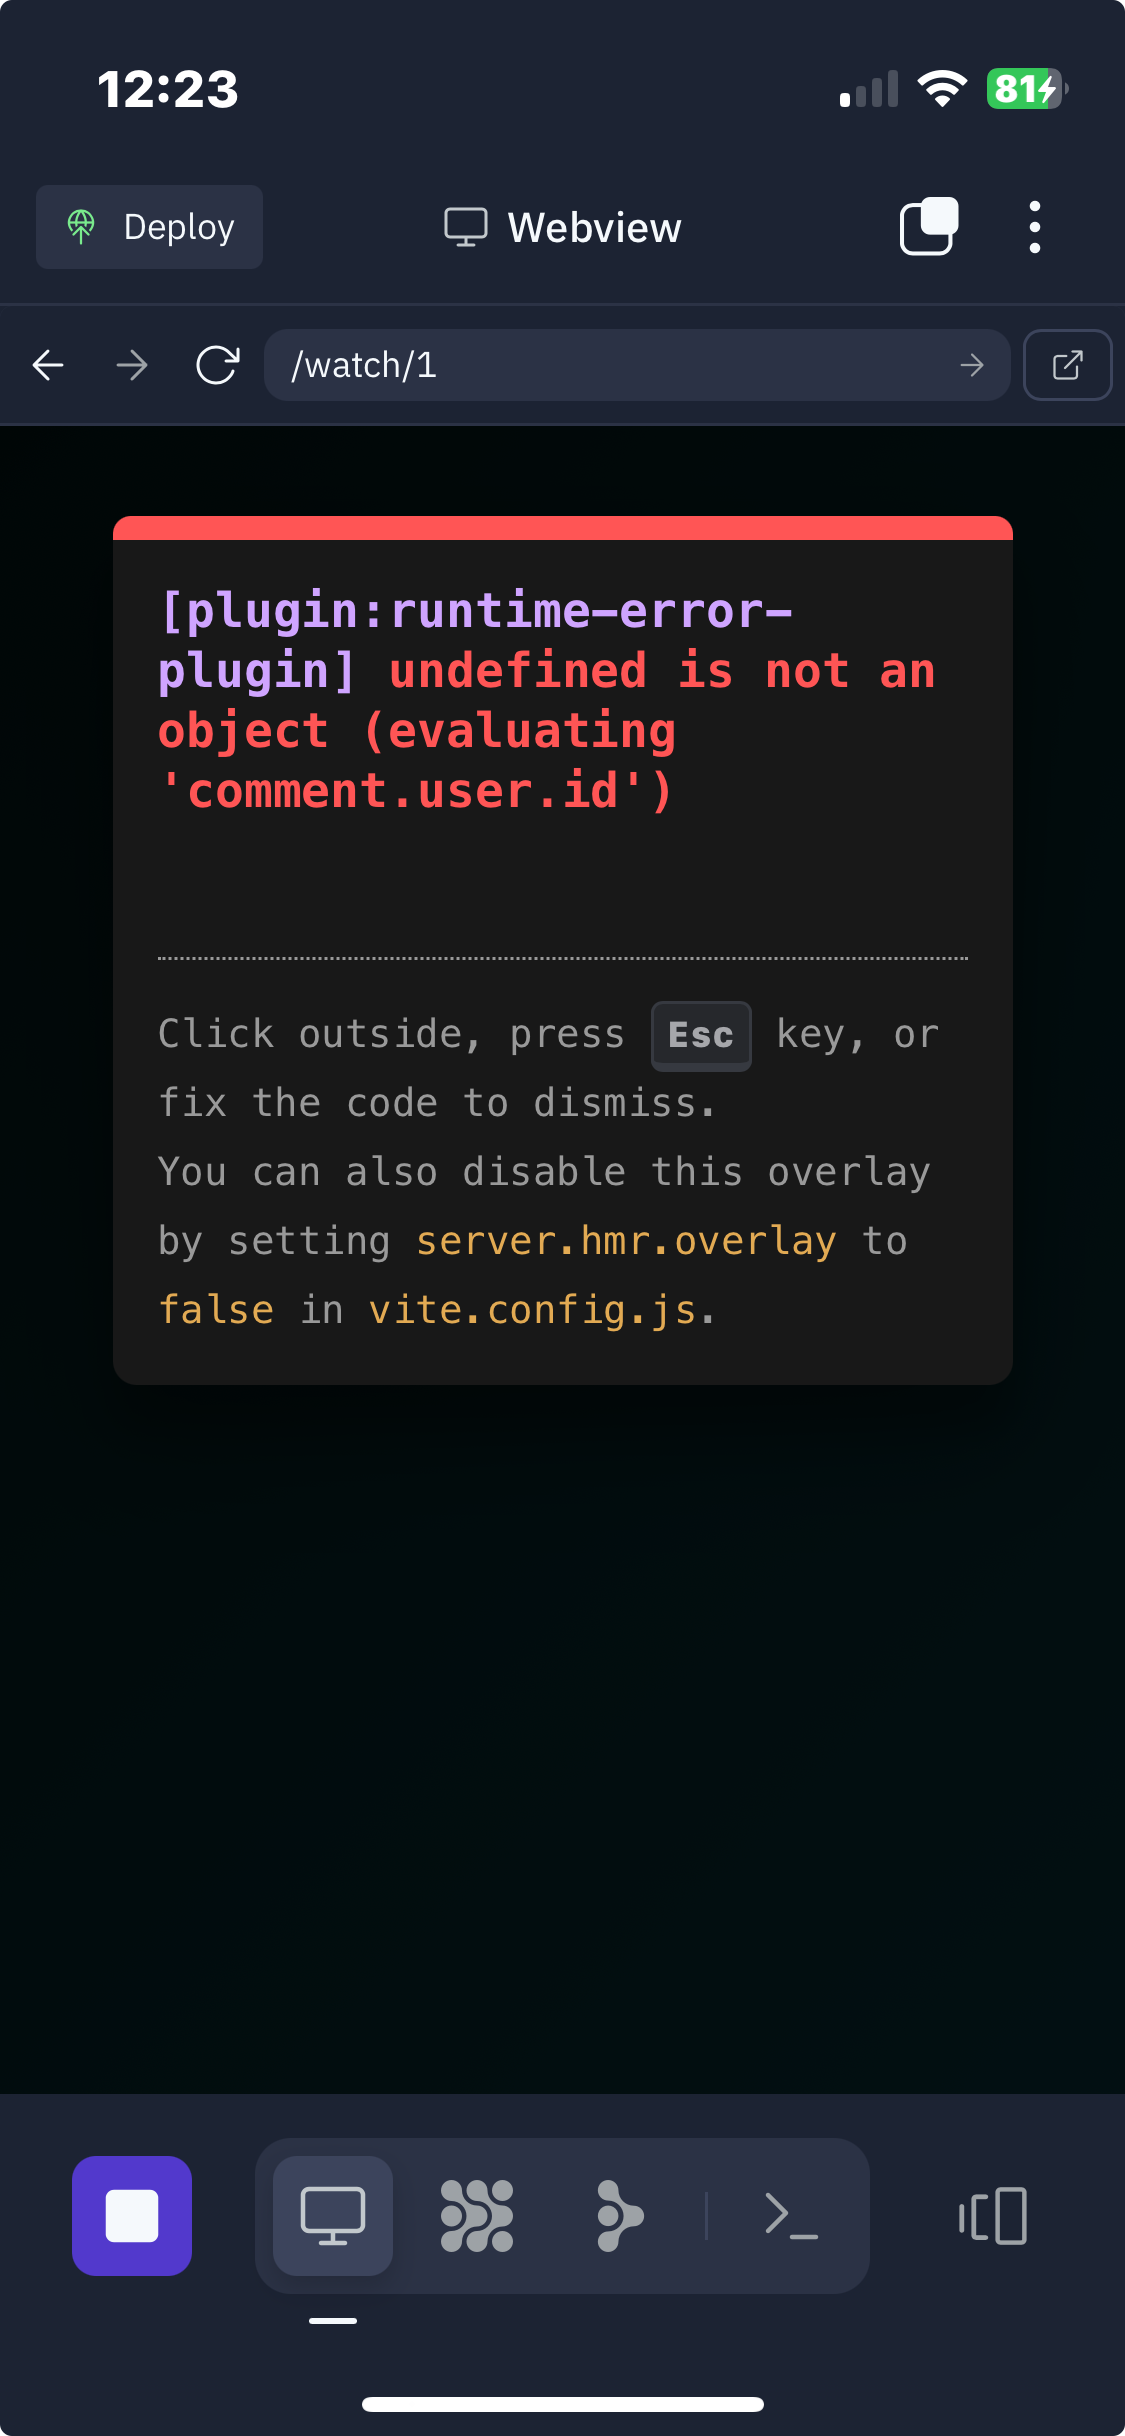 12:23
81
Deploy
Webview
/watch/1
[plugin:runtime-error-
plugin] undefined is not an
object (evaluating
'comment.user.id')
Click outside, press Esc key, or
fix the code to dismiss.
You can also disable this overlay
by setting server.hmr.overlay to
false in vite.config.js.